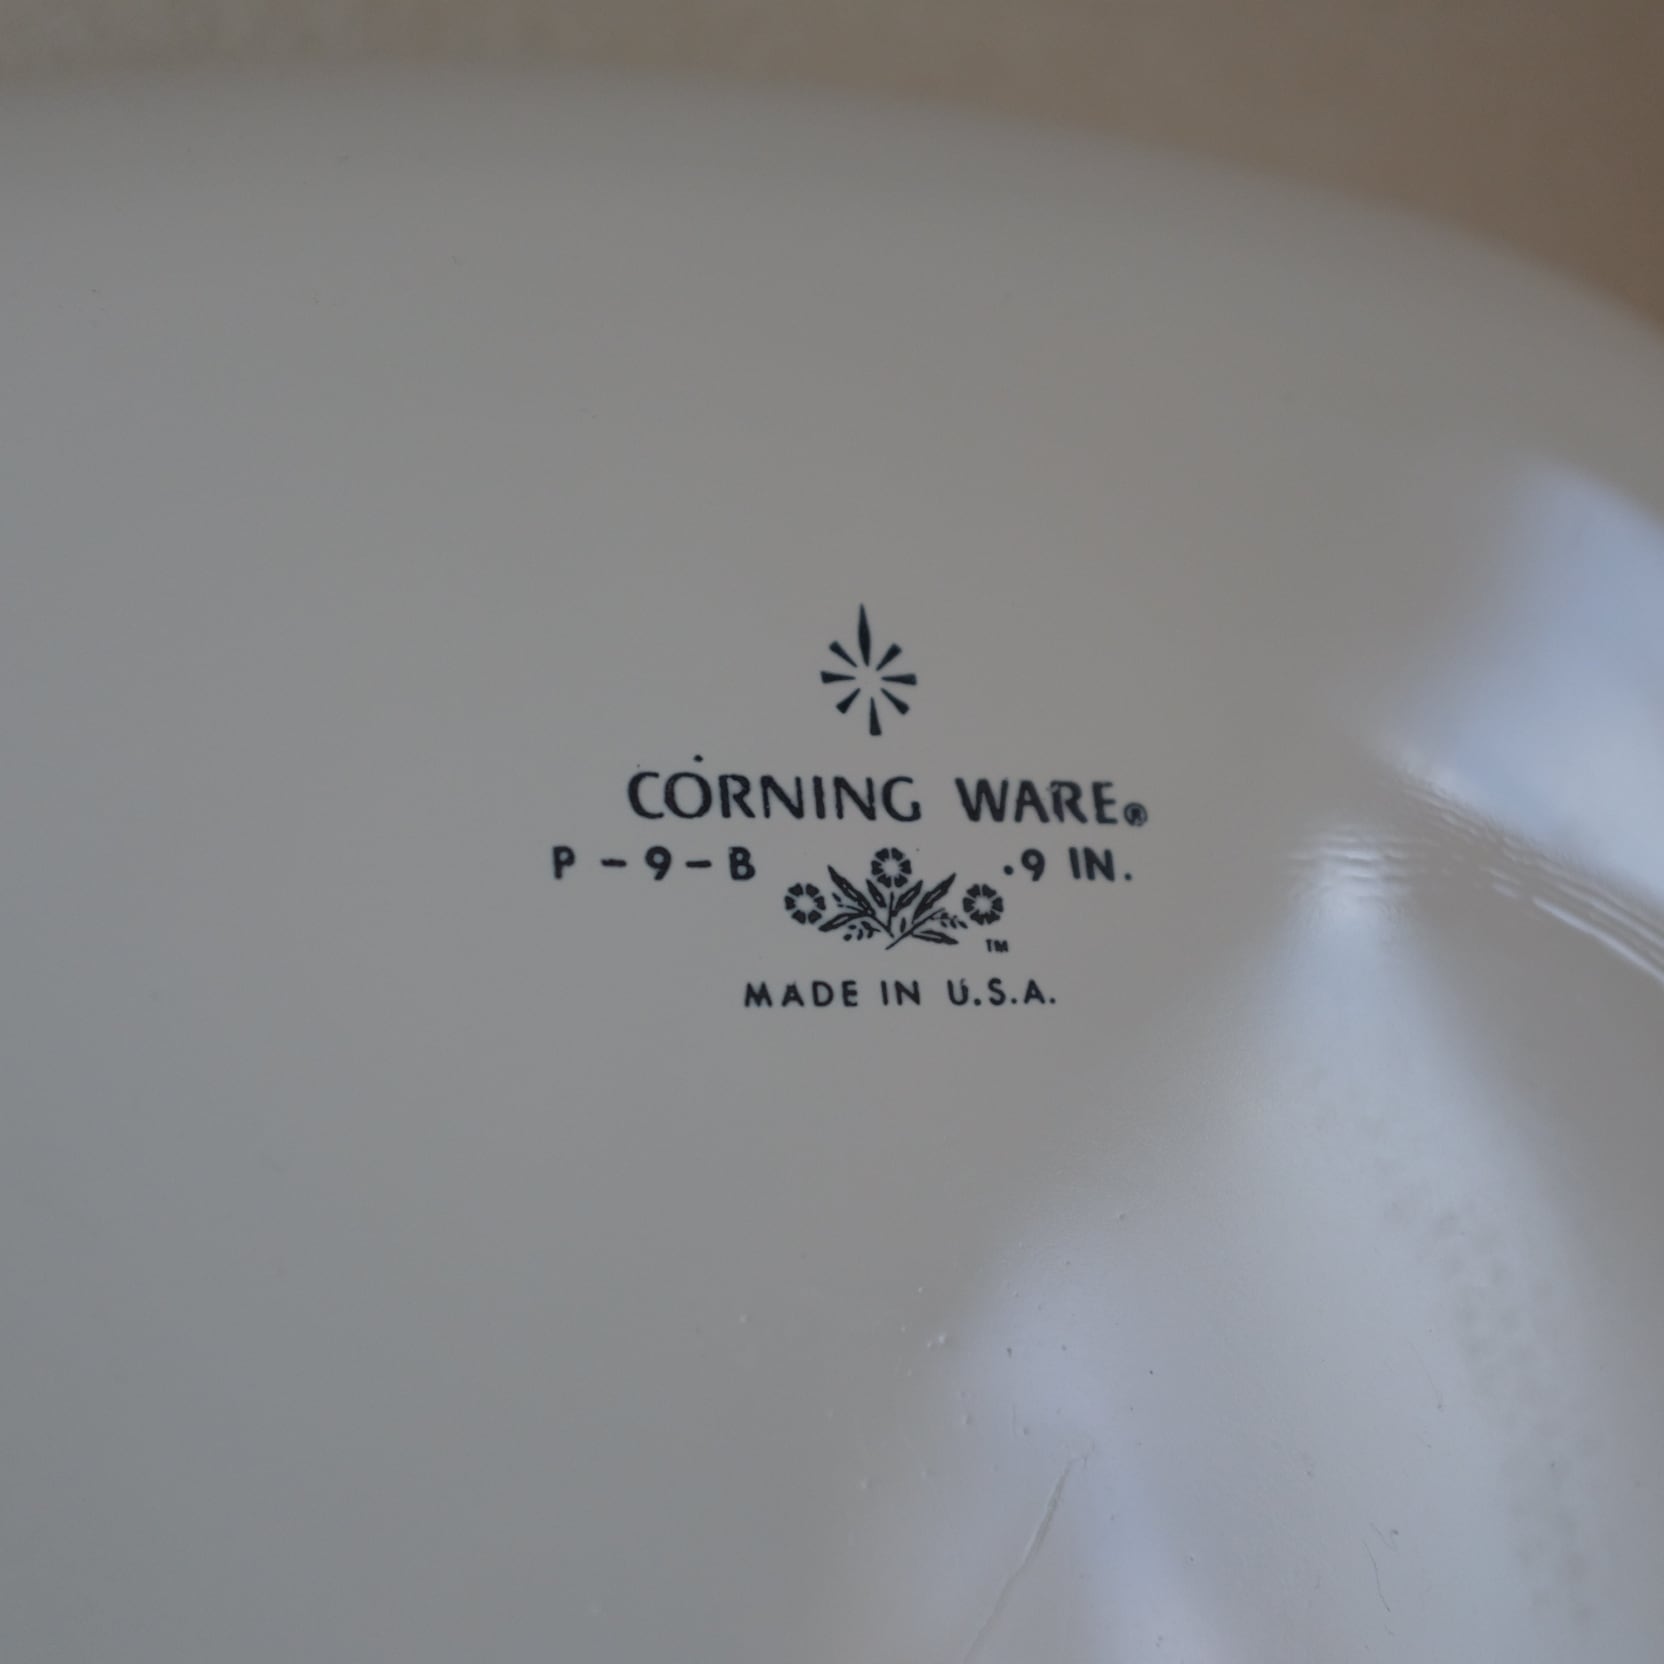 CORNING WARE®
P-9-B 9 IN.
TM
MADE IN U.S.A.